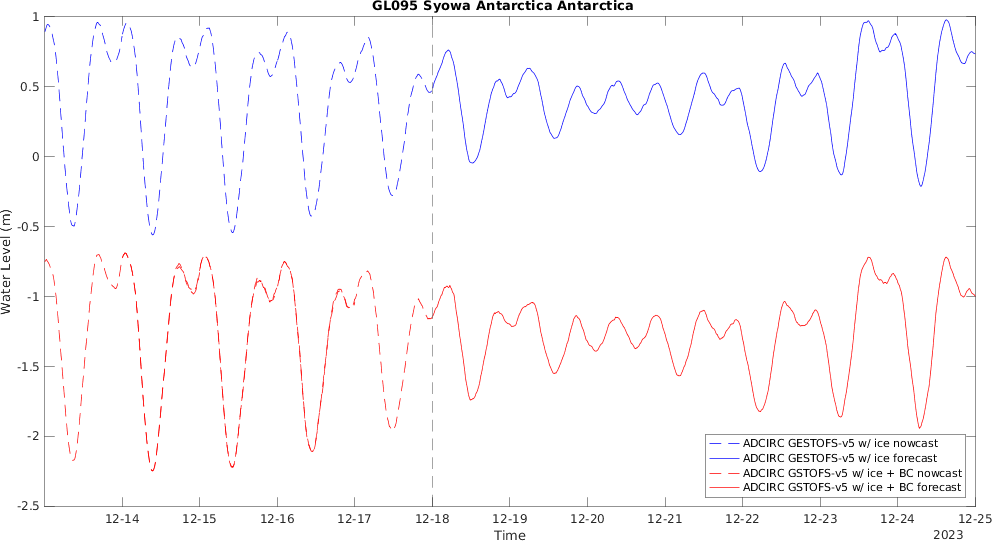 GL095 Syowa Antarctica Antarctica
1
0.5
0
-0.5
-1
-1.5
-2
-2.5
Water Level (m)
ADCIRC GESTOFS-v5 w/ ice nowcast
ADCIRC GESTOFS-v5 w/ ice forecast
ADCIRC GSTOFS-v5 w/ ice + BC nowcast
ADCIRC GSTOFS-v5 w/ ice + BC forecast
12-14 12-15 12-16 12-17 12-18 12-19 12-20 12-21 12-22 12-23 12-24 12-25
Time
2023